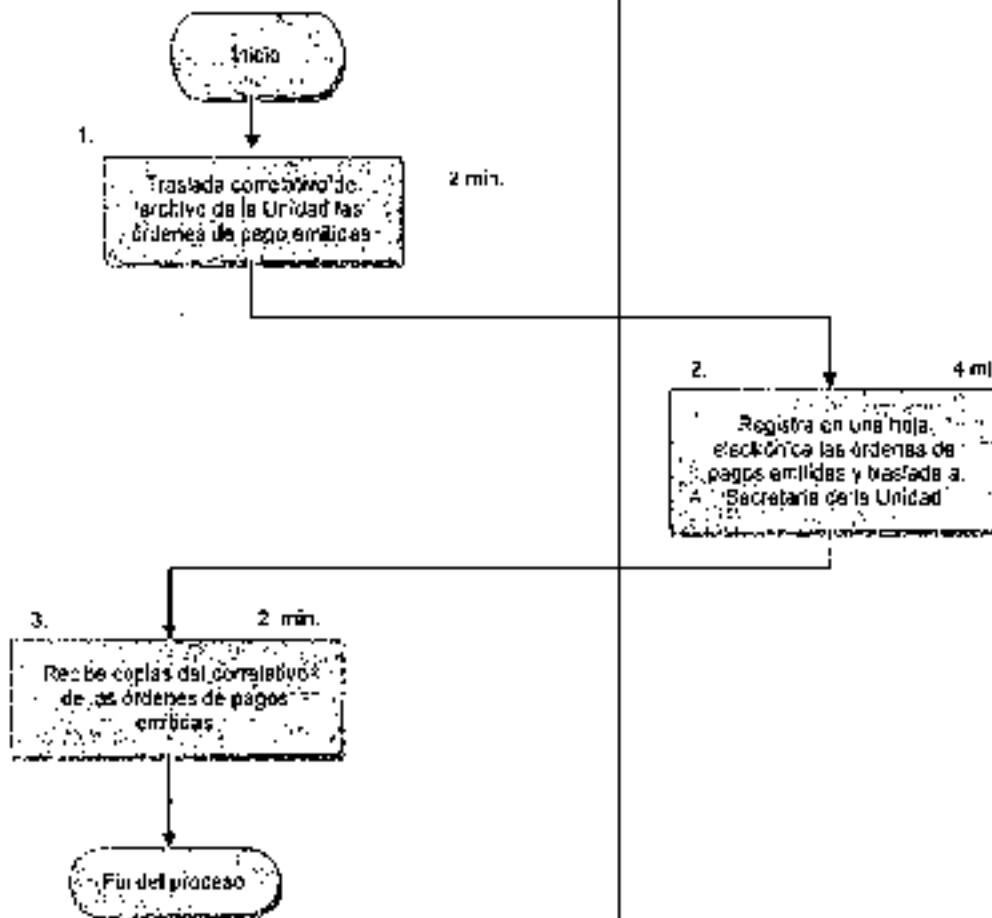 Inicio
1.
2 min.
Traslada correlativo de
archivo de la Unidad las
órdenes de pago emitidas
2.
4 mi
Registra en una hoja
electrónica las órdenes de
pagos emitidas y traslada a
Secretaria de la Unidad
3.
2 min.
Recibe copias del correlativo
de las órdenes de pagos
emitidas
Fin del proceso